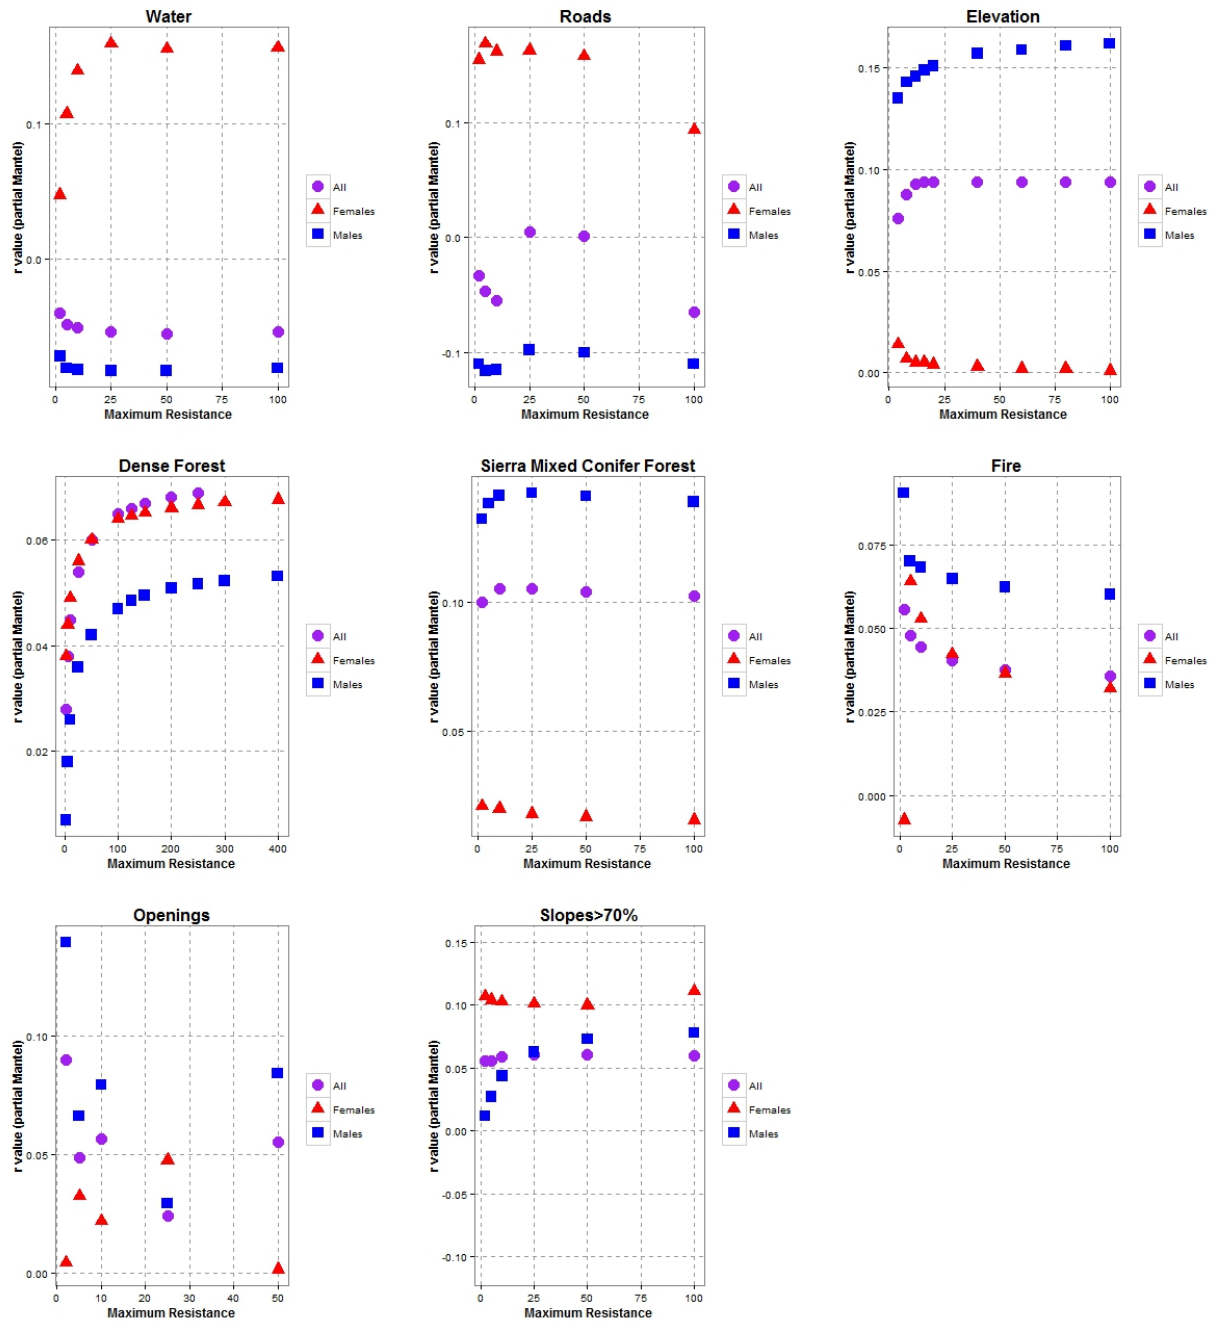 Water
r value (partial Mantel)
0.1
0.0
0 25 50 75 100
Maximum Resistance
All
Females
Males
Roads
r value (partial Mantel)
0.1
0.0
-0.1
0 25 50 75 100
Maximum Resistance
All
Females
Males
Elevation
r value (partial Mantel)
0.15
0.10
0.05
0.00
0 25 50 75 100
Maximum Resistance
All
Females
Males
Dense Forest
r value (partial Mantel)
0.06
0.04
0.02
0 100 200 300 400
Maximum Resistance
All
Females
Males
Sierra Mixed Conifer Forest
r value (partial Mantel)
0.10
0.05
0 25 50 75 100
Maximum Resistance
All
Females
Males
Fire
r value (partial Mantel)
0.075
0.050
0.025
0.000
0 25 50 75 100
Maximum Resistance
All
Females
Males
Openings
r value (partial Mantel)
0.10
0.05
0.00
0 10 20 30 40 50
Maximum Resistance
All
Females
Males
Slopes>70%
r value (partial Mantel)
0.15
0.10
0.05
0.00
-0.05
-0.10
0 25 50 75 100
Maximum Resistance
All
Females
Males